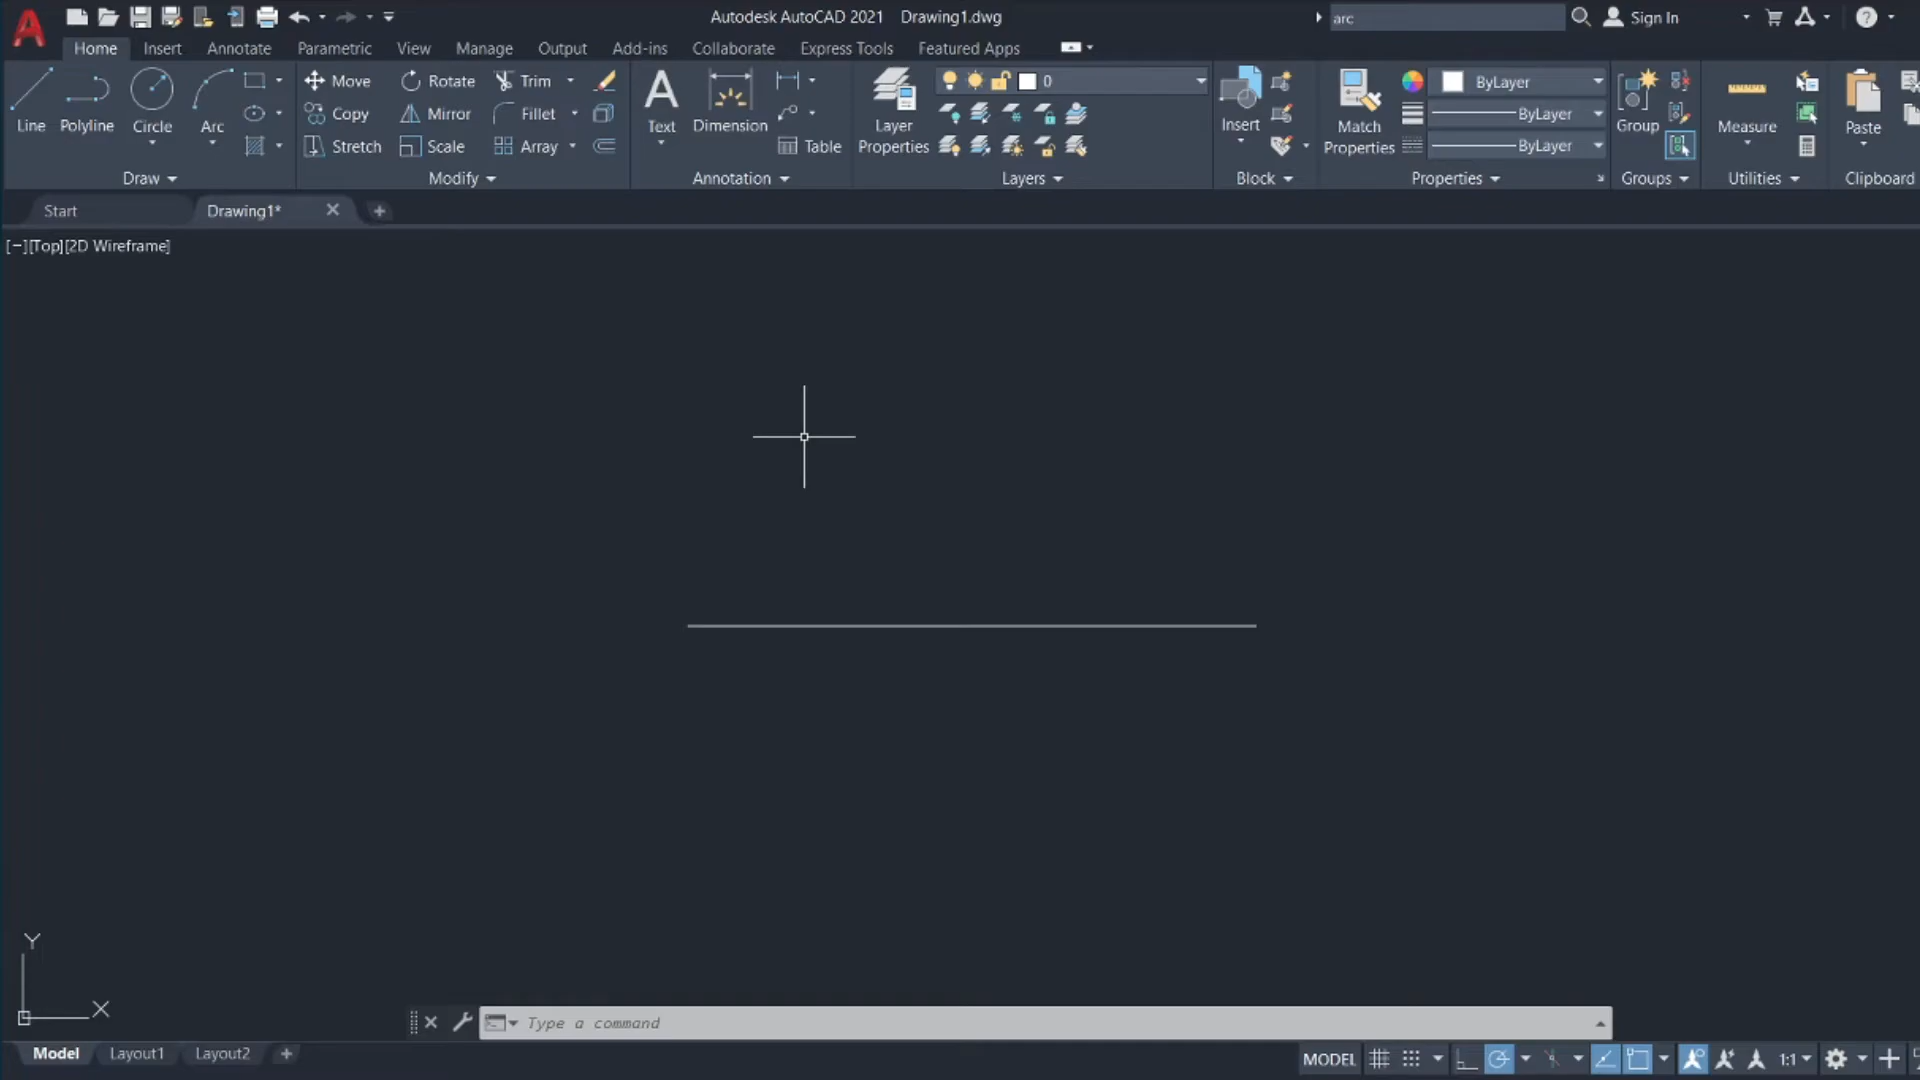 Autodesk AutoCAD 2021 Drawing1.dwg arc Sign In
Home Insert Annotate Parametric View Manage Output Add-ins Collaborate Express Tools Featured Apps
Move Rotate Trim 0 ByLayer
Copy Mirror Fillet ByLayer
Line Polyline Circle Arc Text Dimension Layer Insert Match Group Measure Paste
Stretch Scale Array Table Properties Properties ByLayer
Draw Modify Annotation Layers Block Properties Groups Utilities Clipboard
Start Drawing1*
[−][Top][2D Wireframe]
Y
X
Type a command
Model Layout1 Layout2
MODEL 1:1